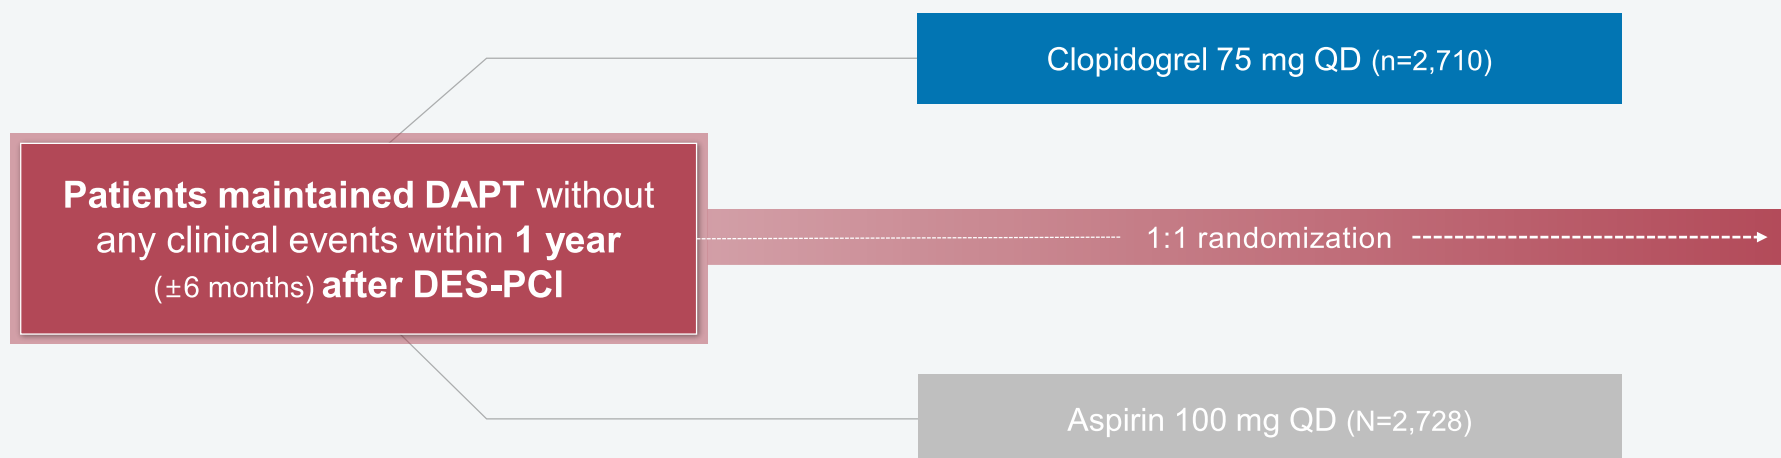 Clopidogrel 75 mg QD (n=2,710)
Patients maintained DAPT without
any clinical events within 1 year
(±6 months) after DES-PCI
1:1 randomization
Aspirin 100 mg QD (N=2,728)